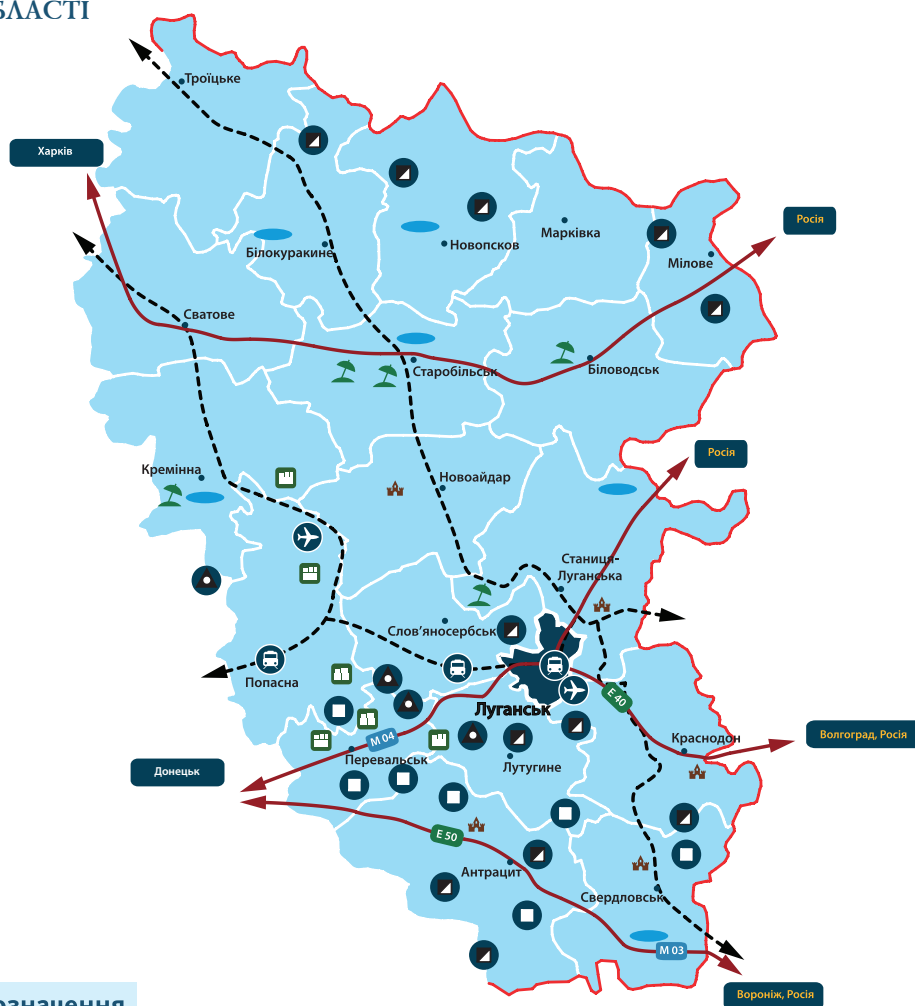 БЛАСТІ
Троїцьке
Харків
Росія
Марківка
Новопсков
Білокуракине
Мілове
Сватове
Старобільськ
Біловодськ
Росія
Кремінна
Новоайдар
Станиця-
Луганська
Слов’яносербськ
Попасна
Е 40
Луганськ
Краснодон
Волгоград, Росія
М 04
Перевальськ
Лутугине
Донецьк
Е 50
Антрацит
Свердловськ
М 03
Вороніж, Росія
означення